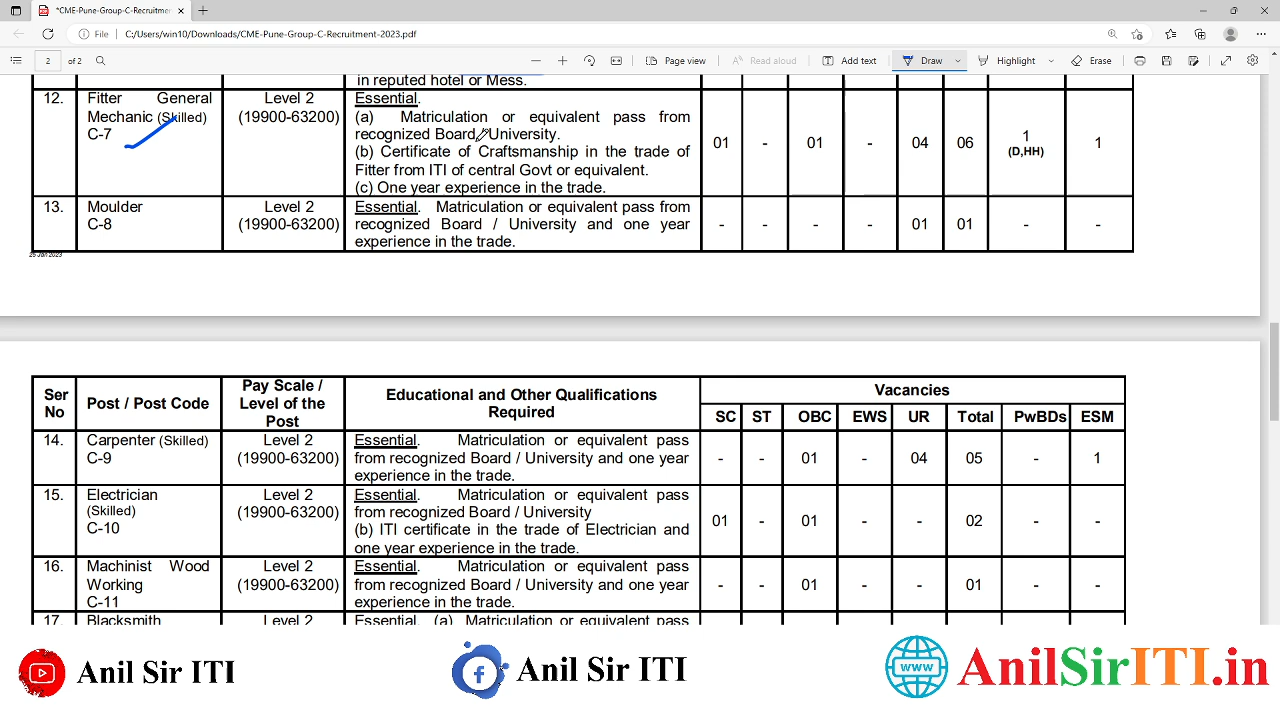 *CME-Pune-Group-C-Recruitmen
File C:/Users/win10/Downloads/CME-Pune-Group-C-Recruitment-2023.pdf
2 of 2 Page view Read aloud Add text Draw Highlight Erase
in reputed hotel or Mess.
12. Fitter General Mechanic (Skilled) C-7
Level 2 (19900-63200)
Essential.
(a) Matriculation or equivalent pass from
recognized Board / University.
(b) Certificate of Craftsmanship in the trade of
Fitter from ITI of central Govt or equivalent.
(c) One year experience in the trade.
01 - 01 - 04 06 1 (D,HH) 1
13. Moulder C-8
Level 2 (19900-63200)
Essential. Matriculation or equivalent pass from
recognized Board / University and one year
experience in the trade.
- - - - 01 01 - -
25 Jan 2023
Ser No Post / Post Code Pay Scale / Level of the Post Educational and Other Qualifications Required Vacancies
SC ST OBC EWS UR Total PwBDs ESM
14. Carpenter (Skilled) C-9
Level 2 (19900-63200)
Essential. Matriculation or equivalent pass
from recognized Board / University and one year
experience in the trade.
- - 01 - 04 05 - 1
15. Electrician (Skilled) C-10
Level 2 (19900-63200)
Essential. Matriculation or equivalent pass
from recognized Board / University
(b) ITI certificate in the trade of Electrician and
one year experience in the trade.
01 - 01 - - 02 - -
16. Machinist Wood Working C-11
Level 2 (19900-63200)
Essential. Matriculation or equivalent pass
from recognized Board / University and one year
experience in the trade.
- - 01 - - 01 - -
17. Blacksmith Level 2 Essential. (a) Matriculation or equivalent pass
Anil Sir ITI
f Anil Sir ITI
www AnilSirITI.in